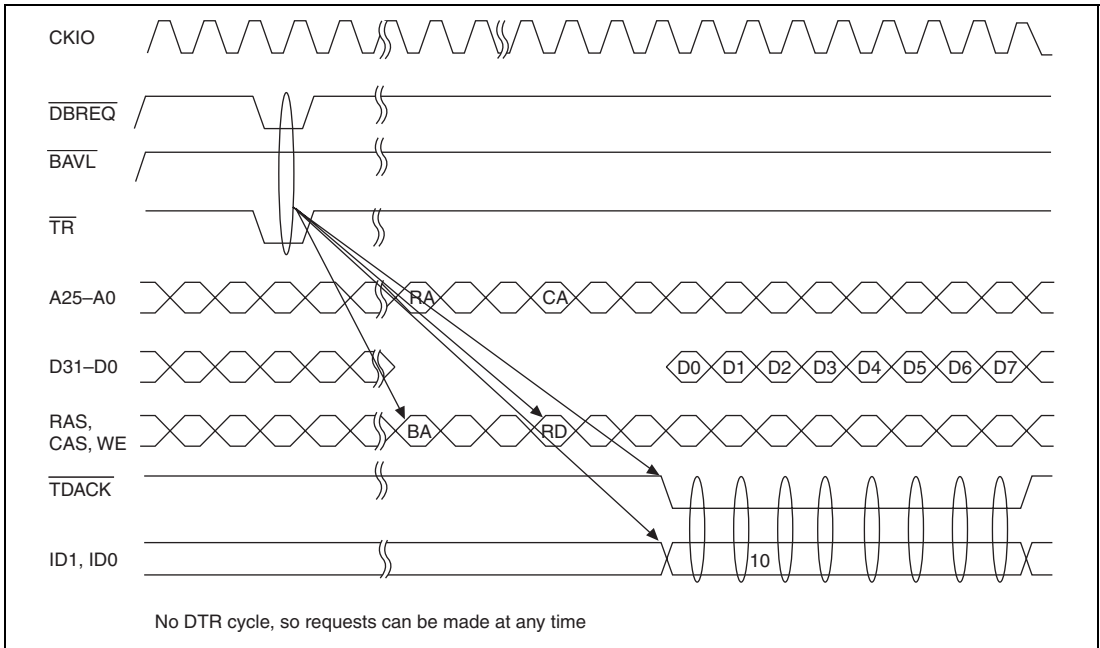 CKIO
DBREQ
BAVL
TR
A25–A0 RA CA
D31–D0 D0 D1 D2 D3 D4 D5 D6 D7
RAS,
CAS, WE BA RD
TDACK
ID1, ID0 10
No DTR cycle, so requests can be made at any time